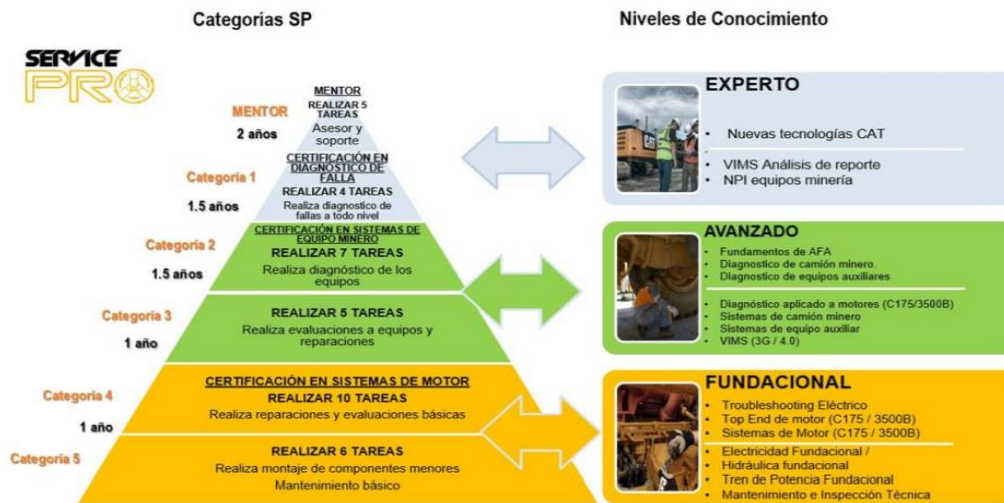 Categorías SP
Niveles de Conocimiento
SERVICE
PRO
MENTOR
2 años
MENTOR
REALIZAR 5
TAREAS
Asesor y
soporte
Categoría 1
1.5 años
CERTIFICACIÓN EN
DIAGNÓSTICO DE
FALLA
REALIZAR 4 TAREAS
Realiza diagnostico de
fallas a todo nivel
Categoría 2
1.5 años
CERTIFICACIÓN EN SISTEMAS DE
EQUIPO MINERO
REALIZAR 7 TAREAS
Realiza diagnóstico de los
equipos
Categoría 3
1 año
REALIZAR 5 TAREAS
Realiza evaluaciones a equipos y
reparaciones
Categoría 4
1 año
CERTIFICACIÓN EN SISTEMAS DE MOTOR
REALIZAR 10 TAREAS
Realiza reparaciones y evaluaciones básicas
Categoría 5
REALIZAR 6 TAREAS
Realiza montaje de componentes menores
Mantenimiento básico
CAT
EXPERTO
• Nuevas tecnologías CAT
• VIMS Análisis de reporte
• NPI equipos minería
AVANZADO
• Fundamentos de AFA
• Diagnostico de camión minero.
• Diagnostico de equipos auxiliares
• Diagnóstico aplicado a motores (C175/3500B)
• Sistemas de camión minero
• Sistemas de equipo auxiliar
• VIMS (3G / 4.0)
FUNDACIONAL
• Troubleshooting Eléctrico
• Top End de motor (C175 / 3500B)
• Sistemas de Motor (C175 / 3500B)
• Electricidad Fundacional /
• Hidráulica fundacional
• Tren de Potencia Fundacional
• Mantenimiento e Inspección Técnica